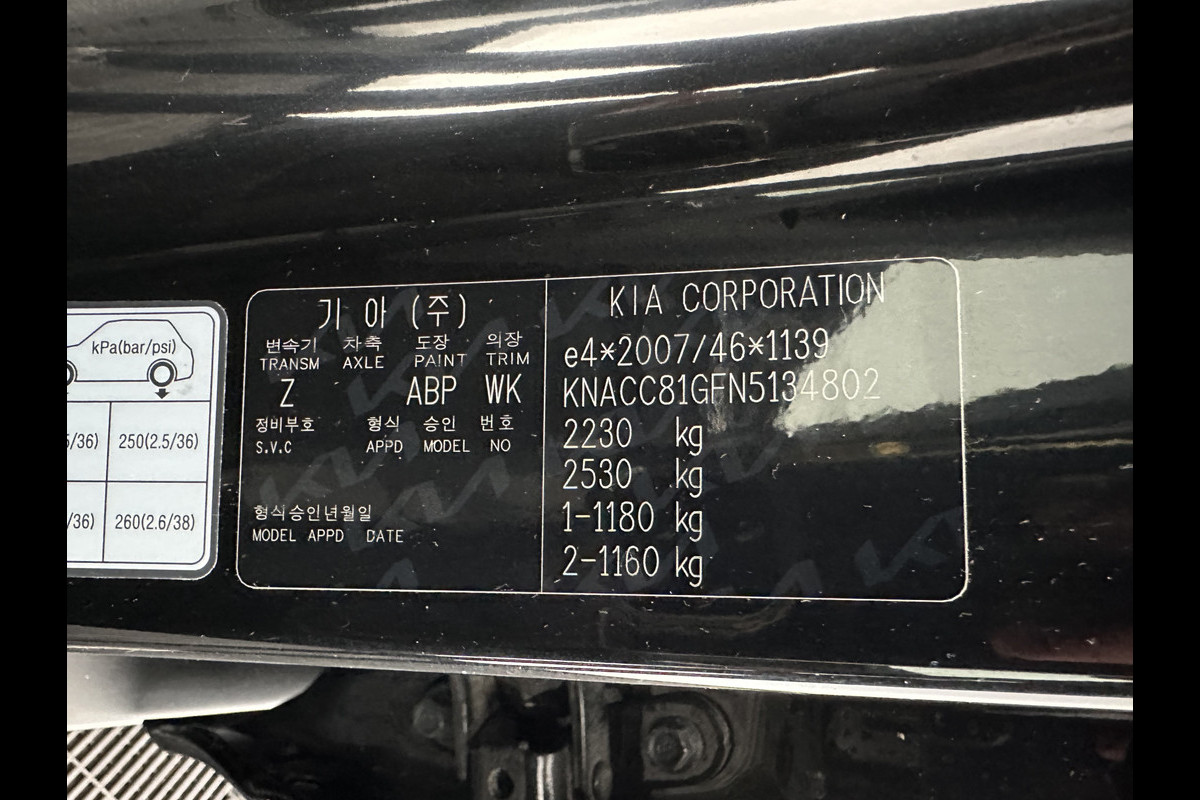 kPa(bar/psi)
/36) 250(2.5/36)
/36) 260(2.6/38)
기아 (주)
변속기 차축 도장 의장
TRANSM AXLE PAINT TRIM
Z ABP WK
정비부호 형식 승인 번호
S.V.C APPD MODEL NO
형식승인년월일
MODEL APPD DATE
KIA CORPORATION
e4*2007/46*1139
KNACC81GFN5134802
2230 kg
2530 kg
1-1180 kg
2-1160 kg